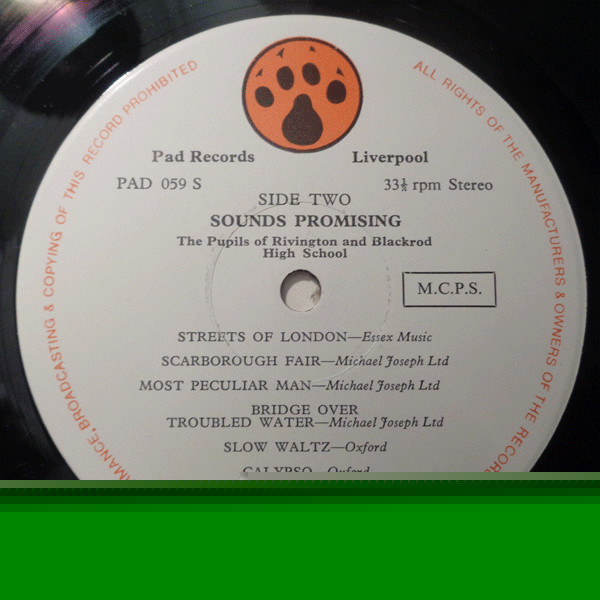 ALL RIGHTS OF THE MANUFACTURERS & OWNERS OF THE
BROADCASTING & COPYING OF THIS RECORD PROHIBITED
Pad Records Liverpool
PAD 059 S 33⅓ rpm Stereo
SIDE TWO
SOUNDS PROMISING
The Pupils of Rivington and Blackrod
High School
M.C.P.S.
STREETS OF LONDON—Essex Music
SCARBOROUGH FAIR—Michael Joseph Ltd
MOST PECULIAR MAN—Michael Joseph Ltd
BRIDGE OVER
TROUBLED WATER—Michael Joseph Ltd
SLOW WALTZ—Oxford
CALYPSO—Oxford